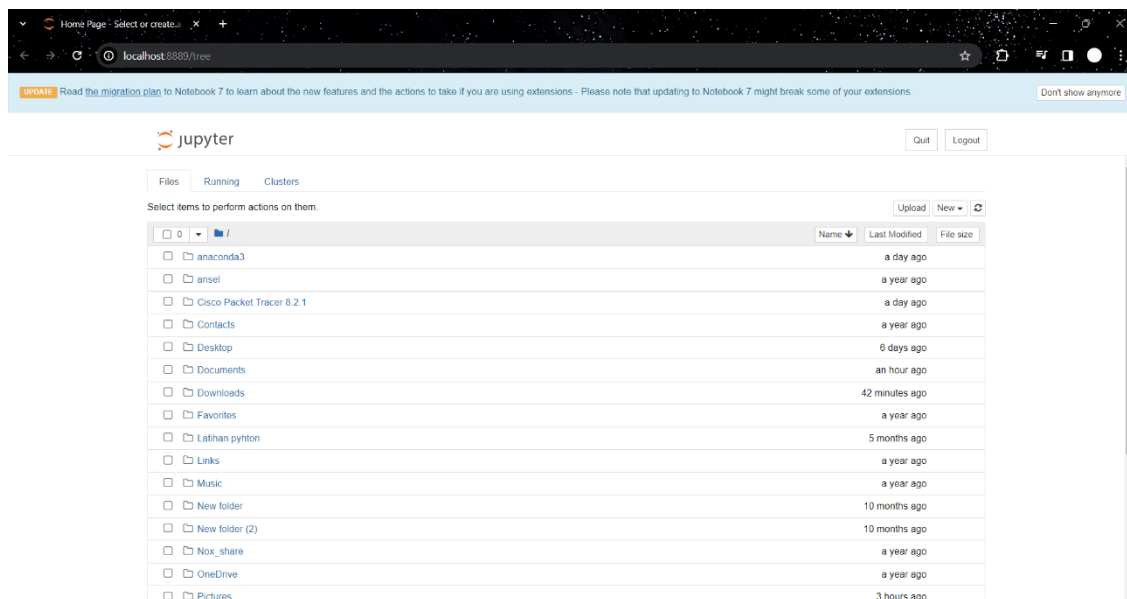 Home Page - Select or create a
localhost:8889/tree
UPDATE Read the migration plan to Notebook 7 to learn about the new features and the actions to take if you are using extensions - Please note that updating to Notebook 7 might break some of your extensions. Don't show anymore
jupyter Quit Logout
Files Running Clusters
Select items to perform actions on them. Upload New
0 / Name Last Modified File size
anaconda3 a day ago
ansel a year ago
Cisco Packet Tracer 8.2.1 a day ago
Contacts a year ago
Desktop 6 days ago
Documents an hour ago
Downloads 42 minutes ago
Favorites a year ago
Latihan pyhton 5 months ago
Links a year ago
Music a year ago
New folder 10 months ago
New folder (2) 10 months ago
Nox_share a year ago
OneDrive a year ago
Pictures 3 hours ago